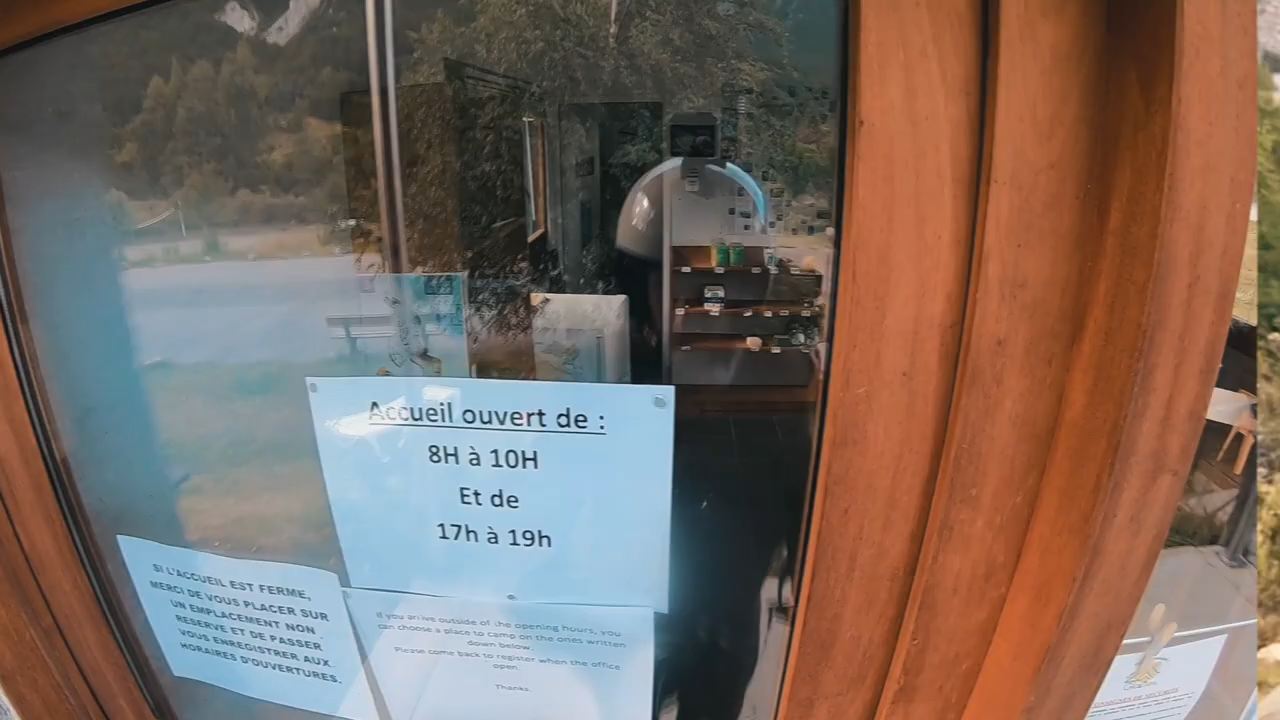 Accueil ouvert de :
8H à 10H
Et de
17h à 19h
SI L'ACCUEIL EST FERME,
MERCI DE VOUS PLACER SUR
UN EMPLACEMENT NON
RESERVE ET DE PASSER
VOUS ENREGISTRER AUX
HORAIRES D'OUVERTURES.
If you arrive outside of the opening hours, you
can choose a place to camp on the ones written
down below.
Please come back to register when the office
open.
Thanks.
CONSIGNES DE SECURITE